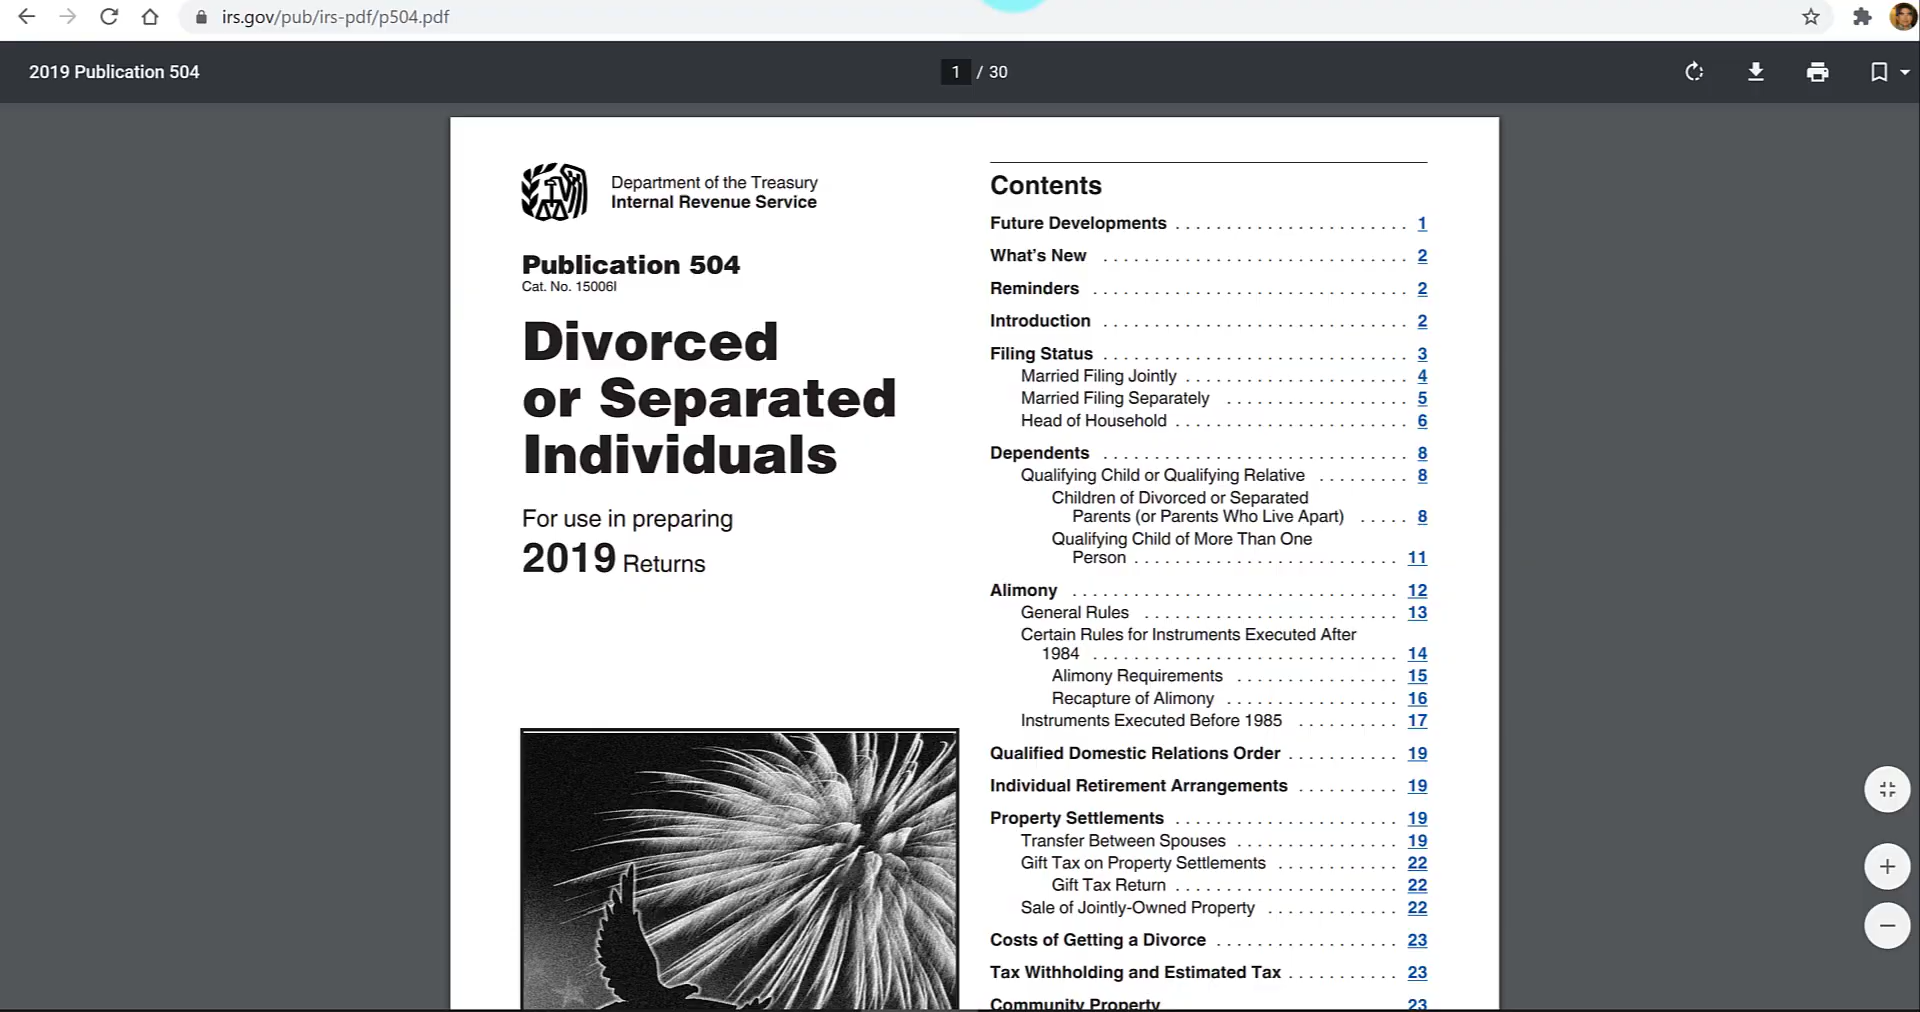 irs.gov/pub/irs-pdf/p504.pdf
2019 Publication 504
1 / 30
Department of the Treasury
Internal Revenue Service
Publication 504
Cat. No. 15006I
Divorced
or Separated
Individuals
For use in preparing
2019 Returns
Contents
Future Developments . . . . . . . . . . . . . . . . . . . . . . . 1
What's New . . . . . . . . . . . . . . . . . . . . . . . . . . . . . . 2
Reminders . . . . . . . . . . . . . . . . . . . . . . . . . . . . . . . 2
Introduction . . . . . . . . . . . . . . . . . . . . . . . . . . . . . . 2
Filing Status . . . . . . . . . . . . . . . . . . . . . . . . . . . . . . 3
Married Filing Jointly . . . . . . . . . . . . . . . . . . . . . . 4
Married Filing Separately . . . . . . . . . . . . . . . . . . 5
Head of Household . . . . . . . . . . . . . . . . . . . . . . . 6
Dependents . . . . . . . . . . . . . . . . . . . . . . . . . . . . . 8
Qualifying Child or Qualifying Relative . . . . . . . . . 8
Children of Divorced or Separated
Parents (or Parents Who Live Apart) . . . . . 8
Qualifying Child of More Than One
Person . . . . . . . . . . . . . . . . . . . . . . . . . . 11
Alimony . . . . . . . . . . . . . . . . . . . . . . . . . . . . . . . . 12
General Rules . . . . . . . . . . . . . . . . . . . . . . . . . 13
Certain Rules for Instruments Executed After
1984 . . . . . . . . . . . . . . . . . . . . . . . . . . . . . . 14
Alimony Requirements . . . . . . . . . . . . . . . . 15
Recapture of Alimony . . . . . . . . . . . . . . . . . 16
Instruments Executed Before 1985 . . . . . . . . . . 17
Qualified Domestic Relations Order . . . . . . . . . . . 19
Individual Retirement Arrangements . . . . . . . . . . 19
Property Settlements . . . . . . . . . . . . . . . . . . . . . . 19
Transfer Between Spouses . . . . . . . . . . . . . . . . 19
Gift Tax on Property Settlements . . . . . . . . . . . . 22
Gift Tax Return . . . . . . . . . . . . . . . . . . . . . . 22
Sale of Jointly-Owned Property . . . . . . . . . . . . . 22
Costs of Getting a Divorce . . . . . . . . . . . . . . . . . . 23
Tax Withholding and Estimated Tax . . . . . . . . . . . 23
Community Property 23